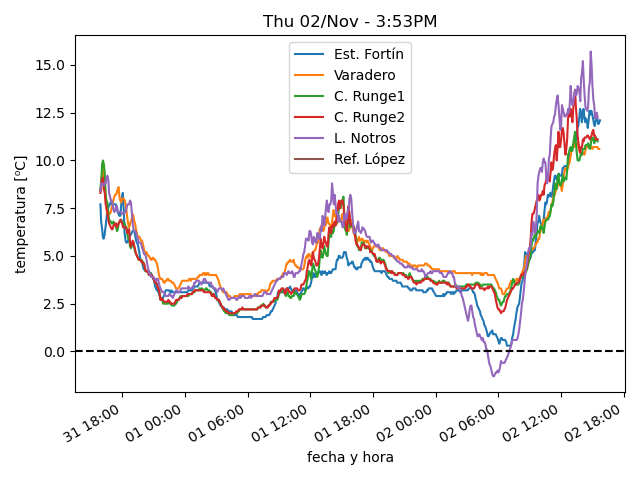 Thu 02/Nov - 3:53PM
temperatura [ºC]
15.0
12.5
10.0
7.5
5.0
2.5
0.0
Est. Fortín
Varadero
C. Runge1
C. Runge2
L. Notros
Ref. López
31 18:00
01 00:00
01 06:00
01 12:00
01 18:00
02 00:00
02 06:00
02 12:00
02 18:00
fecha y hora